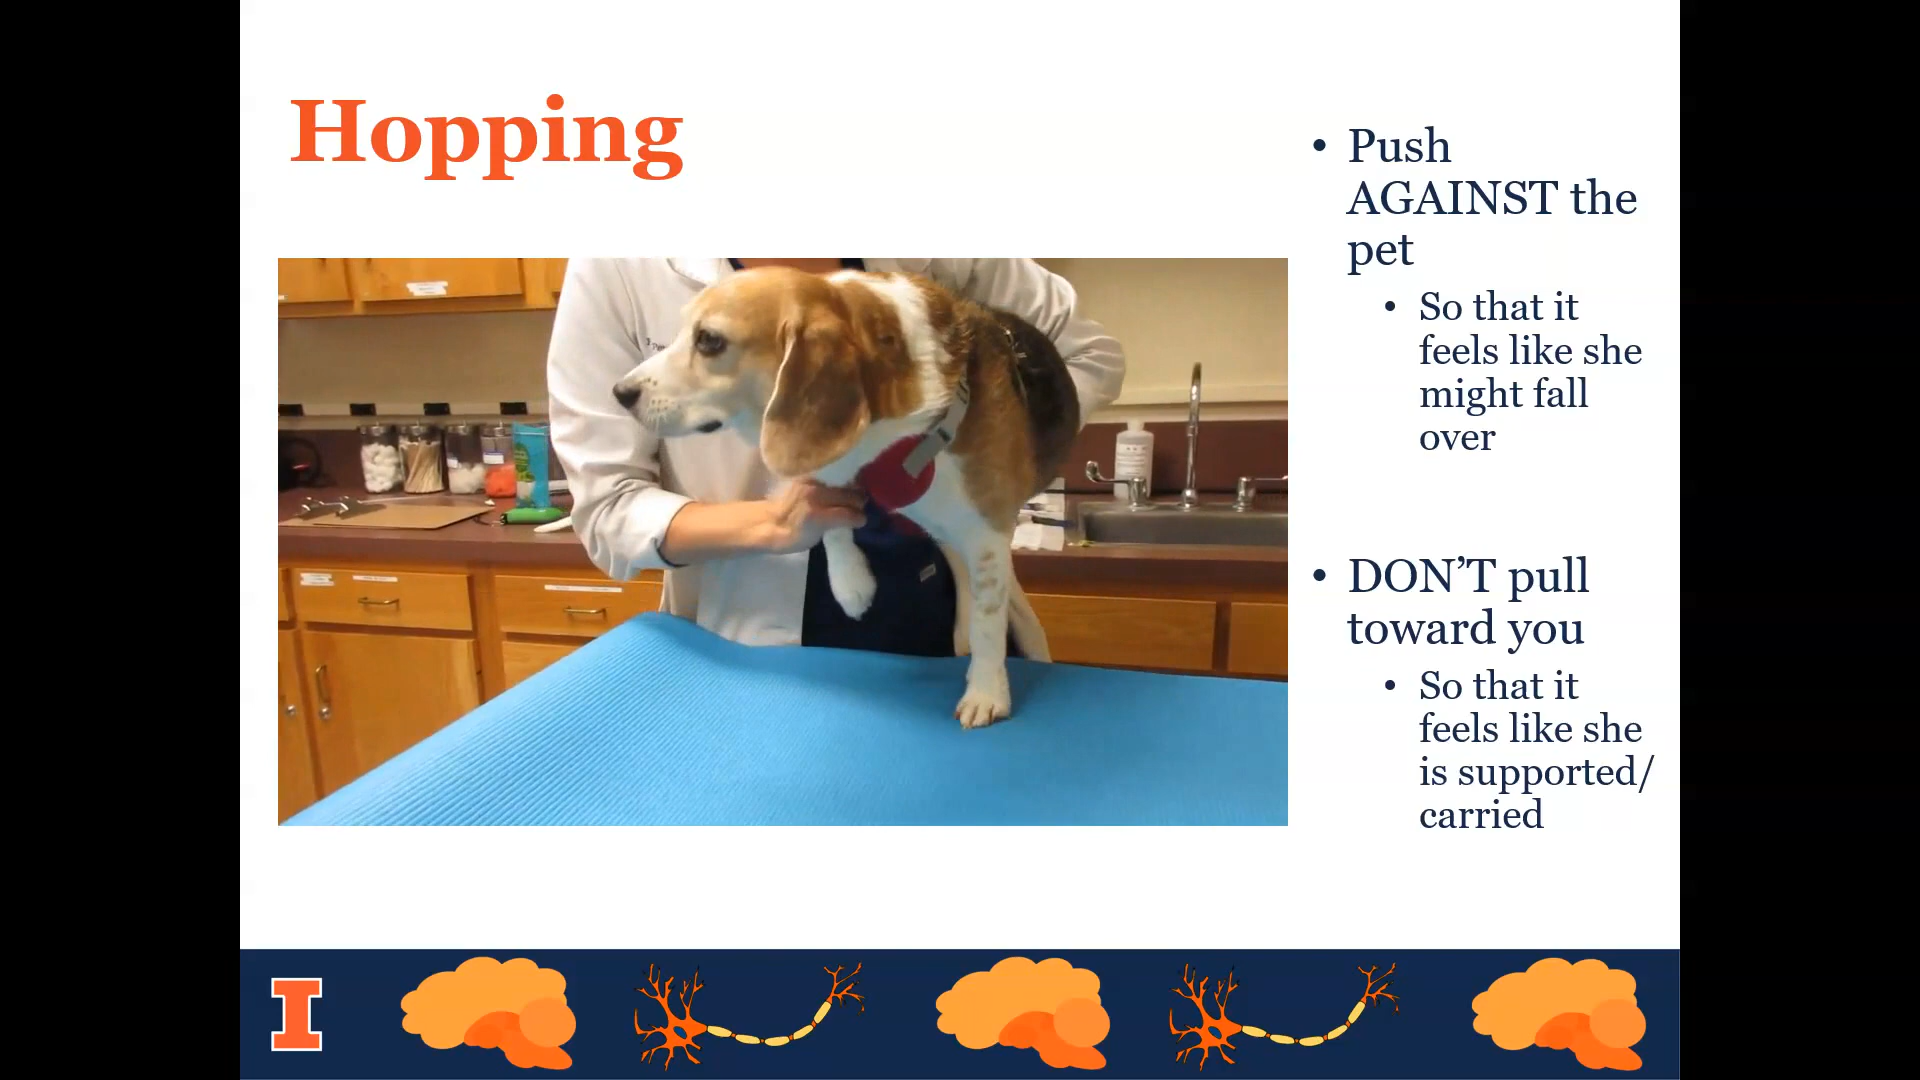 Hopping
• Push
AGAINST the
pet
• So that it
feels like she
might fall
over
• DON’T pull
toward you
• So that it
feels like she
is supported/
carried
I